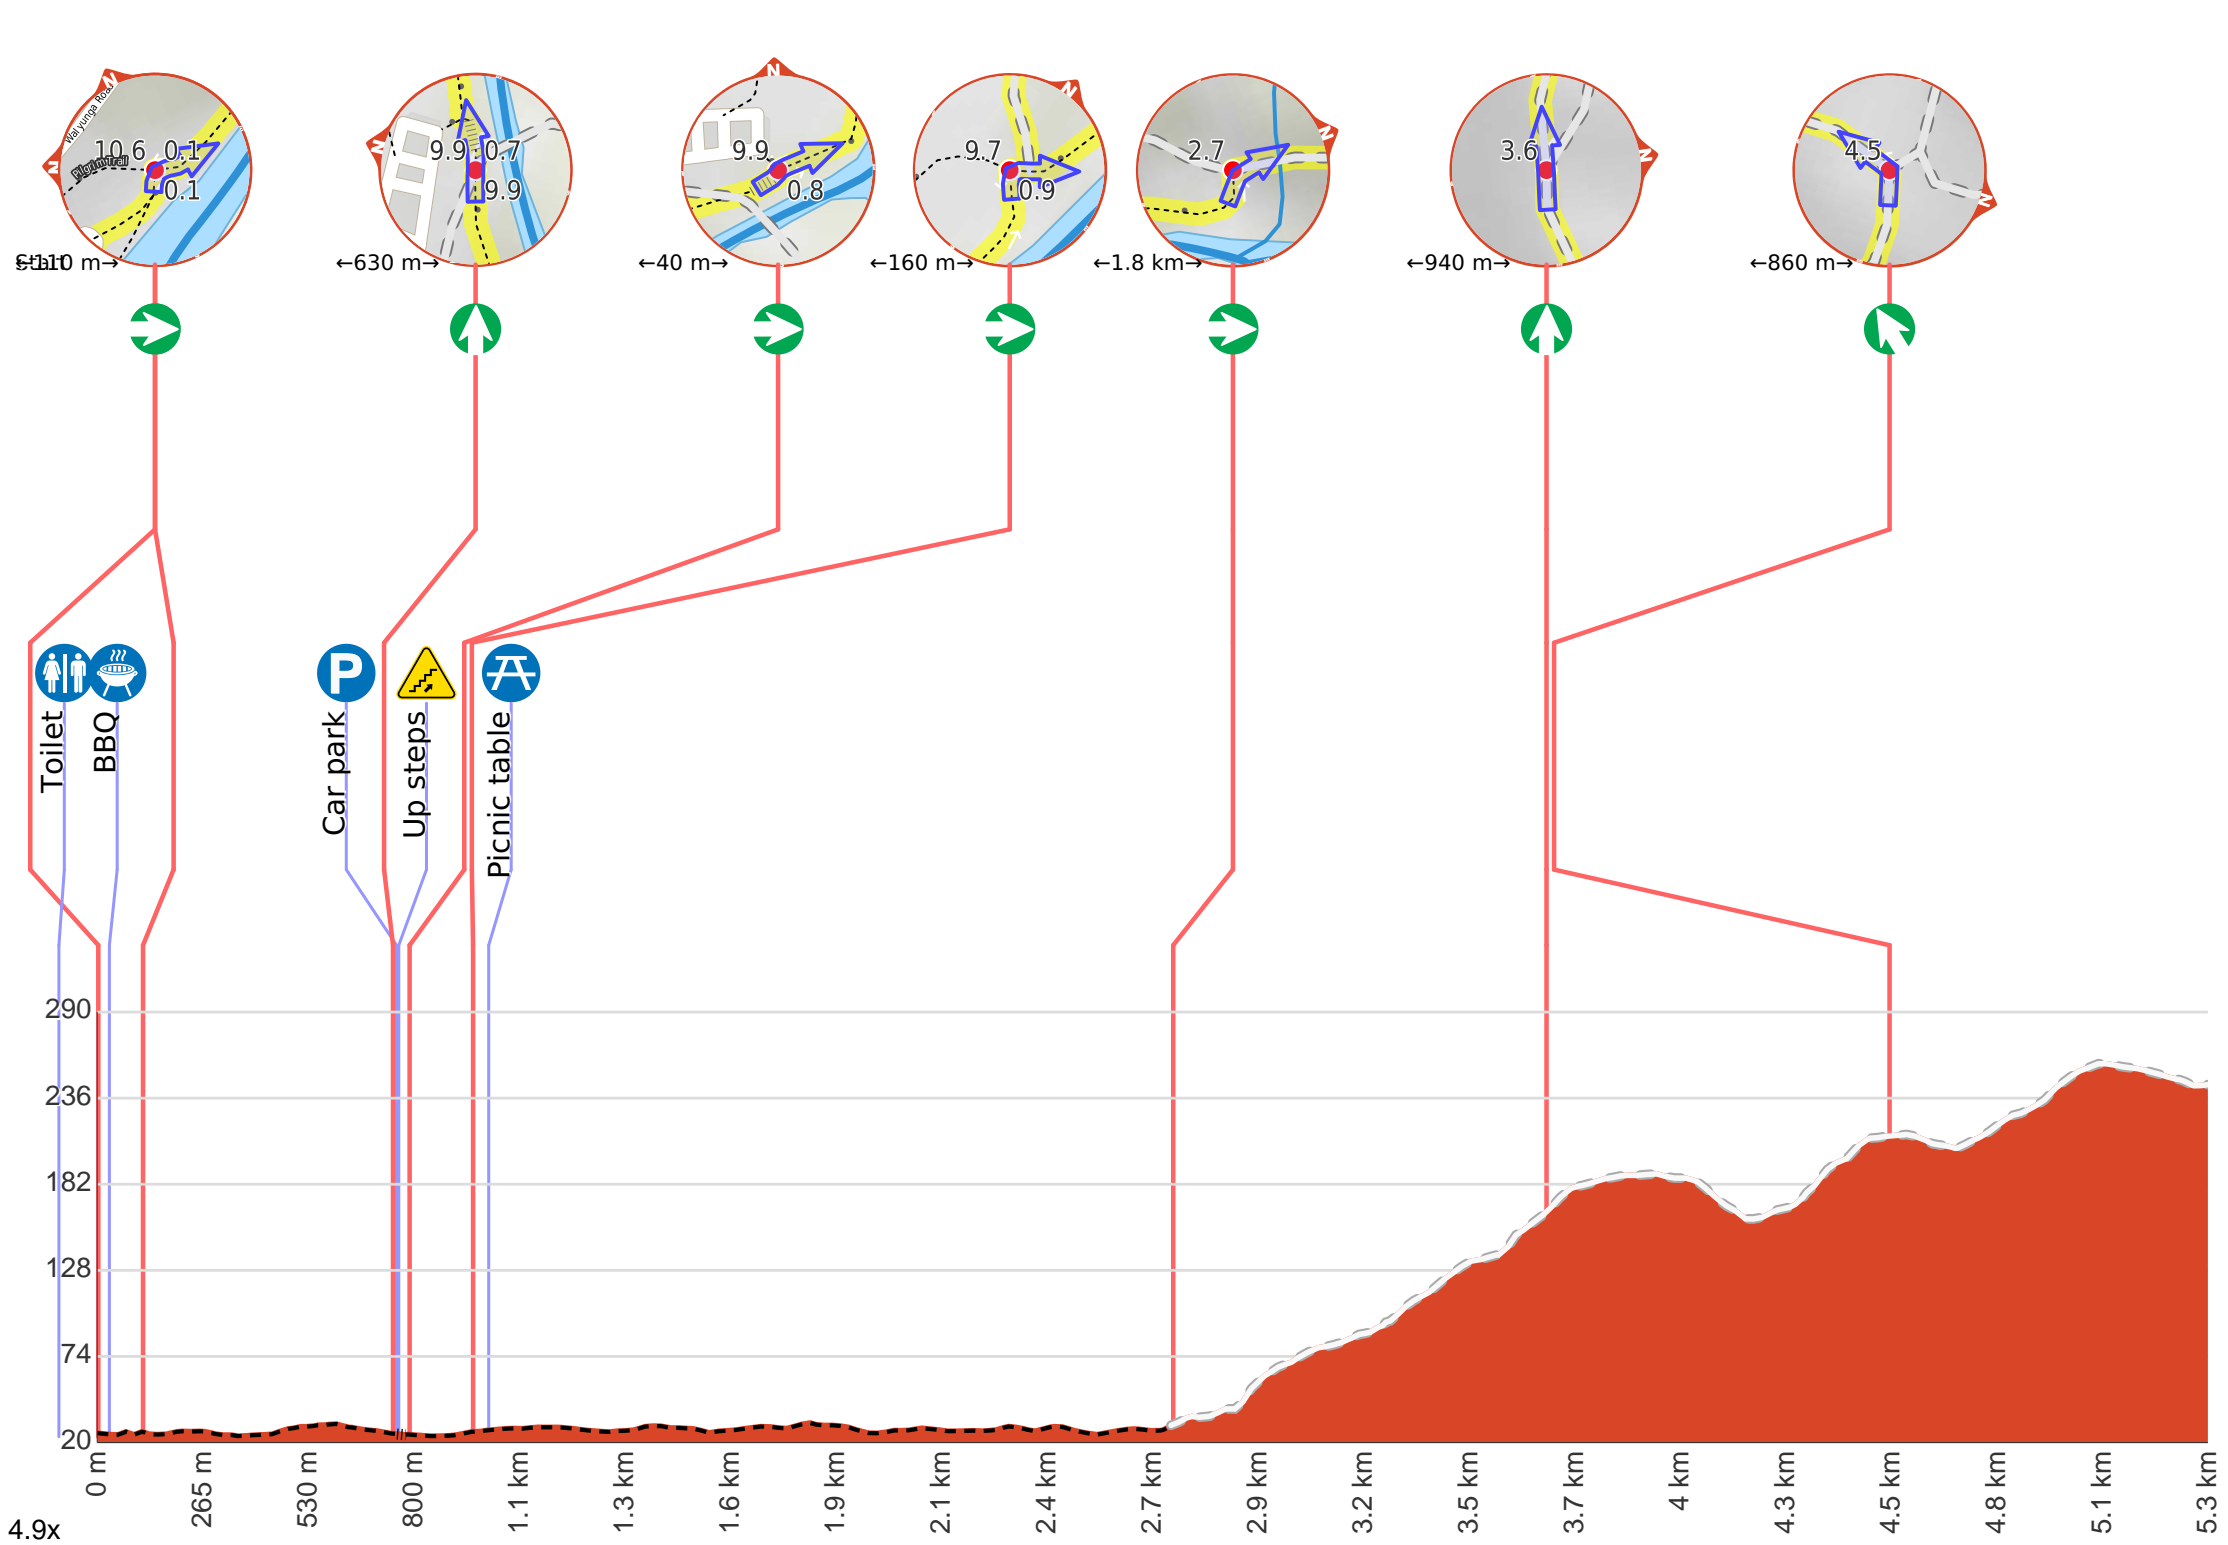 N
N
Walyunga Road
Pilgrim Trail
10.6
0.1
0.1
N
9.9
0.7
9.9
N
9.9
0.8
N
9.7
0.9
N
2.7
N
3.6
N
4.5
←110 m→
←630 m→
←40 m→
←160 m→
←1.8 km→
←940 m→
←860 m→
P
Toilet
BBQ
Car park
Up steps
Picnic table
290
236
182
128
74
20
0 m
265 m
530 m
800 m
1.1 km
1.3 km
1.6 km
1.9 km
2.1 km
2.4 km
2.7 km
2.9 km
3.2 km
3.5 km
3.7 km
4 km
4.3 km
4.5 km
4.8 km
5.1 km
5.3 km
4.9x